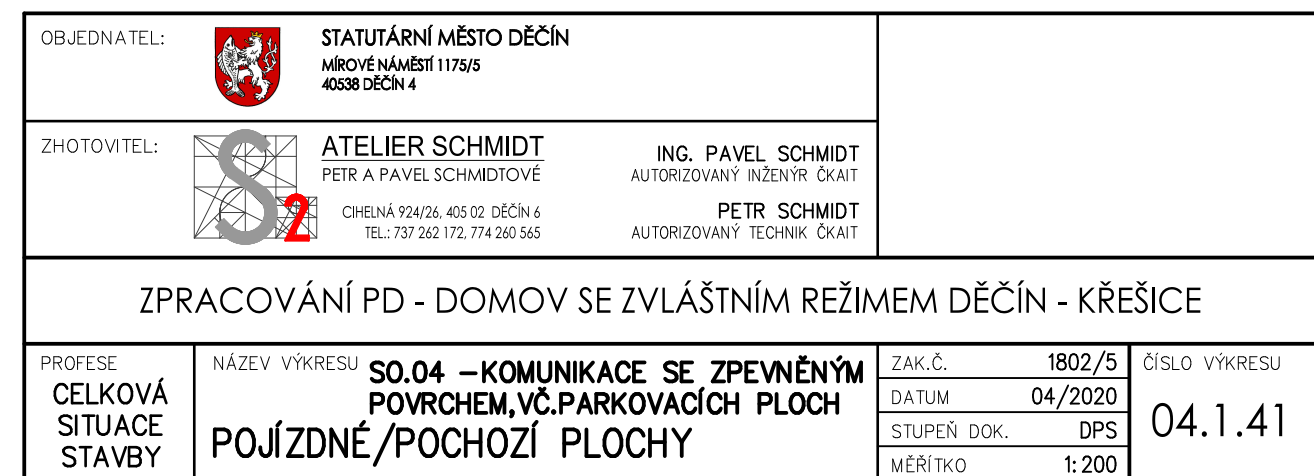 OBJEDNATEL:
STATUTÁRNÍ MĚSTO DĚČÍN
MÍROVÉ NÁMĚSTÍ 1175/5
40538 DĚČÍN 4
ZHOTOVITEL:
S2
ATELIER SCHMIDT
PETR A PAVEL SCHMIDTOVÉ
CIHELNÁ 924/26, 405 02 DĚČÍN 6
TEL.: 737 262 172, 774 260 565
ING. PAVEL SCHMIDT
AUTORIZOVANÝ INŽENÝR ČKAIT
PETR SCHMIDT
AUTORIZOVANÝ TECHNIK ČKAIT
ZPRACOVÁNÍ PD - DOMOV SE ZVLÁŠTNÍM REŽIMEM DĚČÍN - KŘEŠICE
PROFESE
CELKOVÁ
SITUACE
STAVBY
NÁZEV VÝKRESU
SO.04 –KOMUNIKACE SE ZPEVNĚNÝM
POVRCHEM,VČ.PARKOVACÍCH PLOCH
POJÍZDNÉ/POCHOZÍ PLOCHY
ZAK.Č. 1802/5
DATUM 04/2020
STUPEŇ DOK. DPS
MĚŘÍTKO 1:200
ČÍSLO VÝKRESU
04.1.41